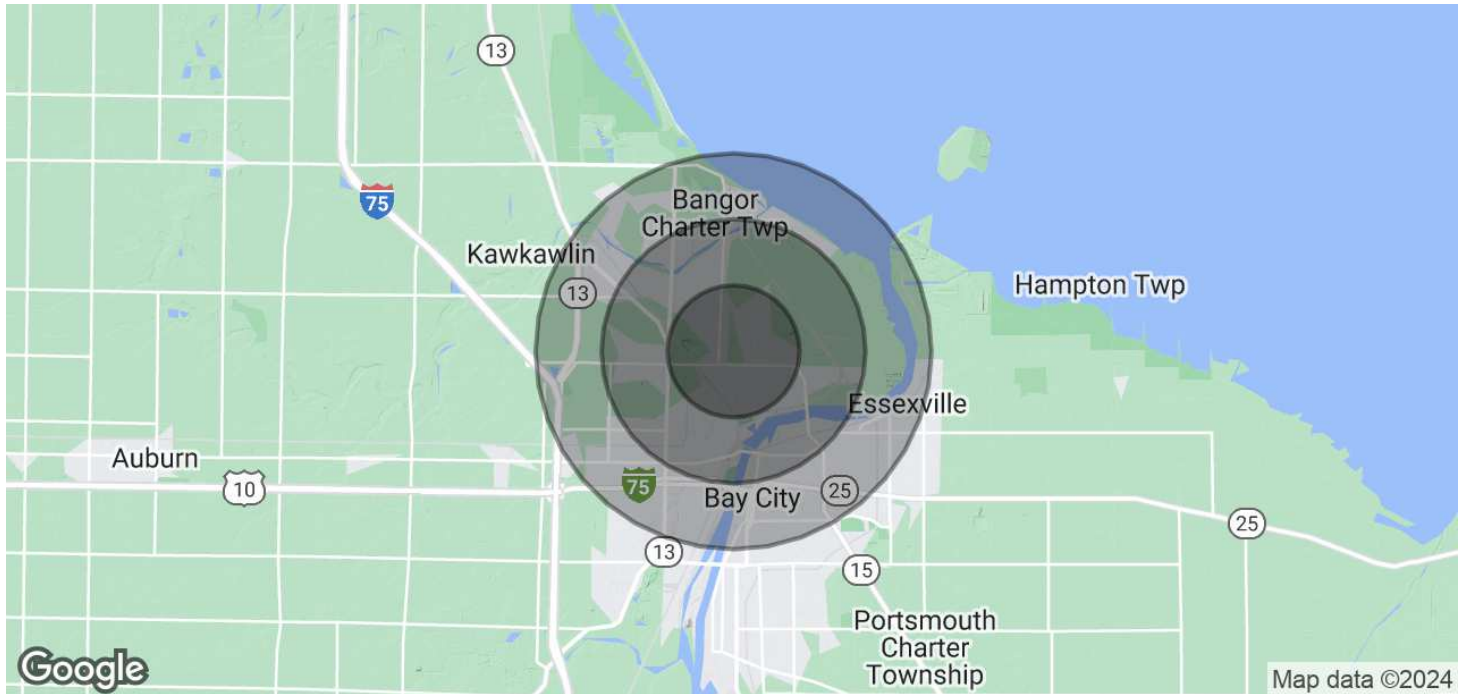 13
75
Bangor
Charter Twp
Kawkawlin
13
Hampton Twp
Essexville
Auburn
10
75
Bay City
25
25
13
15
Portsmouth
Charter
Township
Google
Map data ©2024